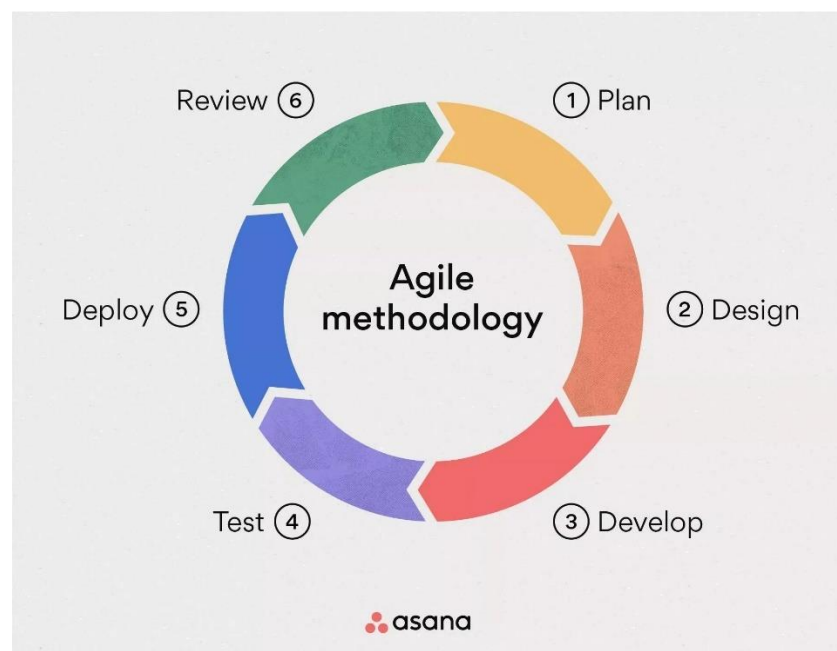 Agile
methodology
1 Plan
2 Design
3 Develop
Test 4
Deploy 5
Review 6
asana